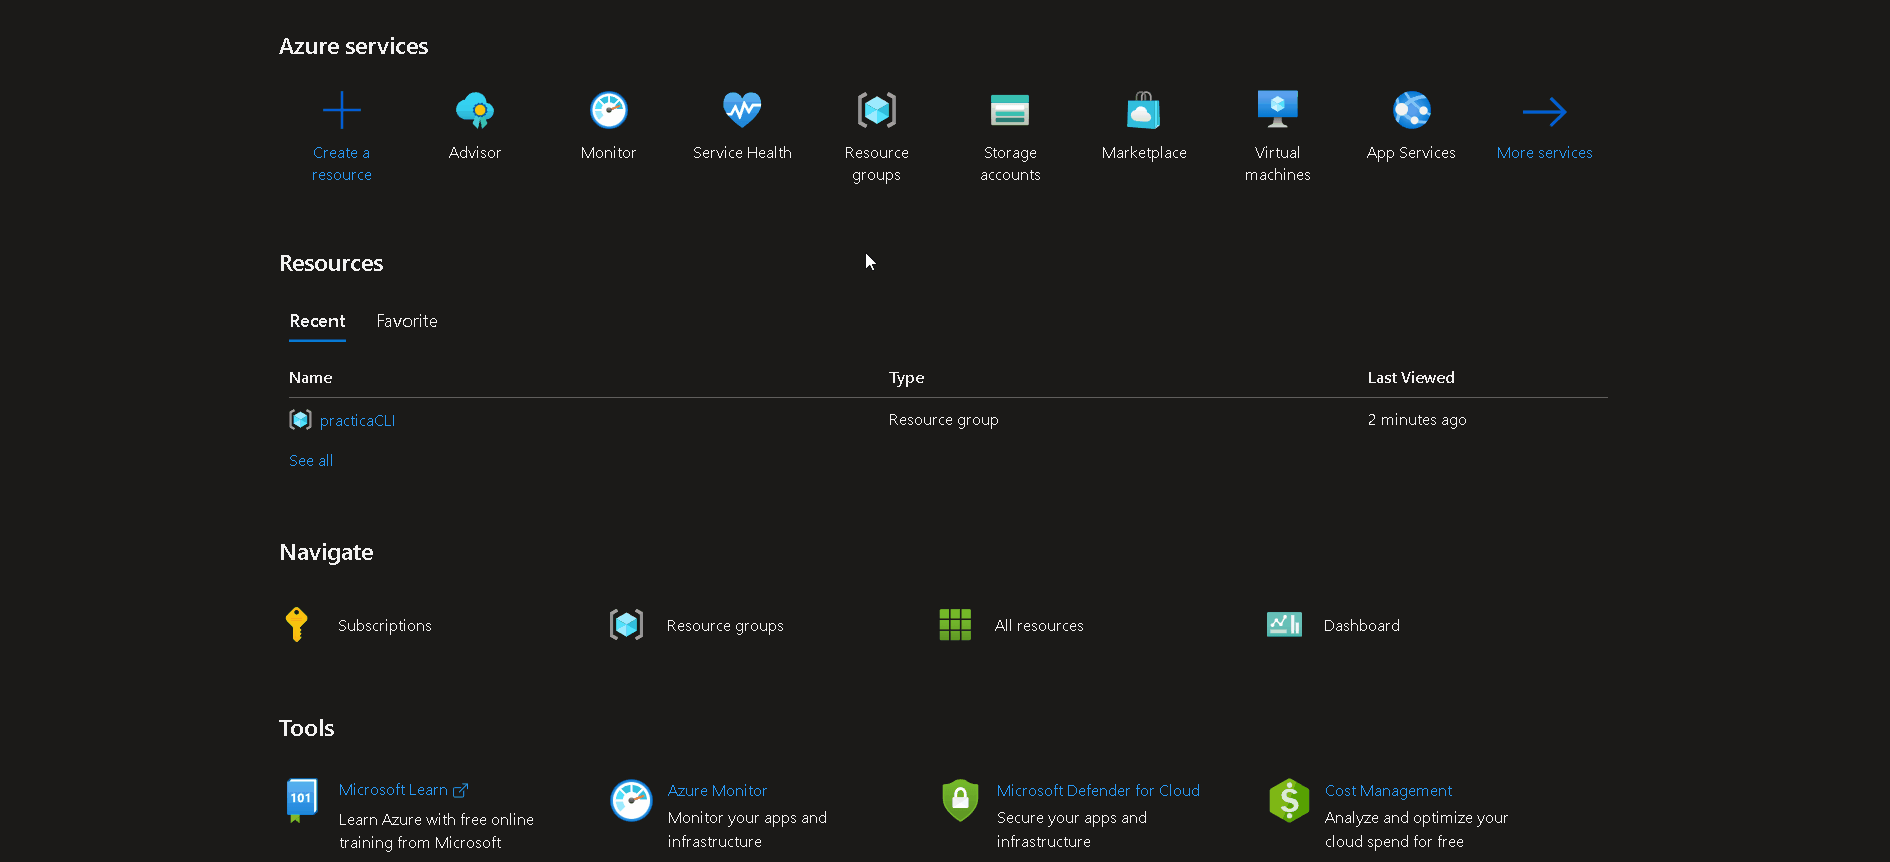 Azure services
Create a resource
Advisor
Monitor
Service Health
Resource groups
Storage accounts
Marketplace
Virtual machines
App Services
More services
Resources
Recent Favorite
Name Type Last Viewed
practicaCLI Resource group 2 minutes ago
See all
Navigate
Subscriptions Resource groups All resources Dashboard
Tools
101
Microsoft Learn
Learn Azure with free online
training from Microsoft
Azure Monitor
Monitor your apps and
infrastructure
Microsoft Defender for Cloud
Secure your apps and
infrastructure
$
Cost Management
Analyze and optimize your
cloud spend for free